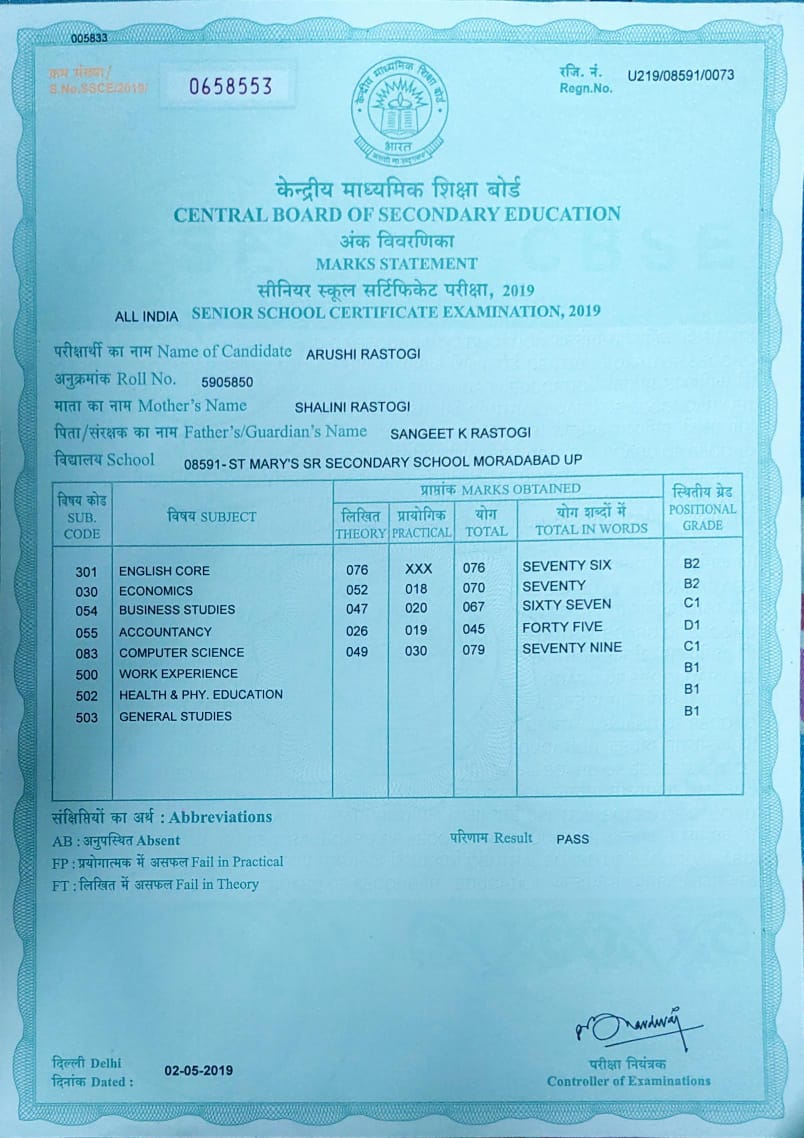 005833
क्रम संख्या/
S.No.SSCE/2019/
0658553
रजि. नं.
Regn.No.
U219/08591/0073
केन्द्रीय माध्यमिक शिक्षा बोर्ड
भारत
केन्द्रीय माध्यमिक शिक्षा बोर्ड
CENTRAL BOARD OF SECONDARY EDUCATION
अंक विवरणिका
MARKS STATEMENT
सीनियर स्कूल सर्टिफिकेट परीक्षा, 2019
ALL INDIA SENIOR SCHOOL CERTIFICATE EXAMINATION, 2019
परीक्षार्थी का नाम Name of Candidate ARUSHI RASTOGI
अनुक्रमांक Roll No. 5905850
माता का नाम Mother's Name SHALINI RASTOGI
पिता/संरक्षक का नाम Father's/Guardian's Name SANGEET K RASTOGI
विद्यालय School 08591-ST MARY'S SR SECONDARY SCHOOL MORADABAD UP
विषय कोड
SUB.
CODE
विषय SUBJECT
प्राप्तांक MARKS OBTAINED
लिखित
THEORY
प्रायोगिक
PRACTICAL
योग
TOTAL
योग शब्दों में
TOTAL IN WORDS
स्थितीय ग्रेड
POSITIONAL
GRADE
301 ENGLISH CORE 076 XXX 076 SEVENTY SIX B2
030 ECONOMICS 052 018 070 SEVENTY B2
054 BUSINESS STUDIES 047 020 067 SIXTY SEVEN C1
055 ACCOUNTANCY 026 019 045 FORTY FIVE D1
083 COMPUTER SCIENCE 049 030 079 SEVENTY NINE C1
500 WORK EXPERIENCE B1
502 HEALTH & PHY. EDUCATION B1
503 GENERAL STUDIES B1
संक्षिप्तियों का अर्थ : Abbreviations
AB : अनुपस्थित Absent
परिणाम Result PASS
FP : प्रयोगात्मक में असफल Fail in Practical
FT : लिखित में असफल Fail in Theory
दिल्ली Delhi
दिनांक Dated : 02-05-2019
परीक्षा नियंत्रक
Controller of Examinations